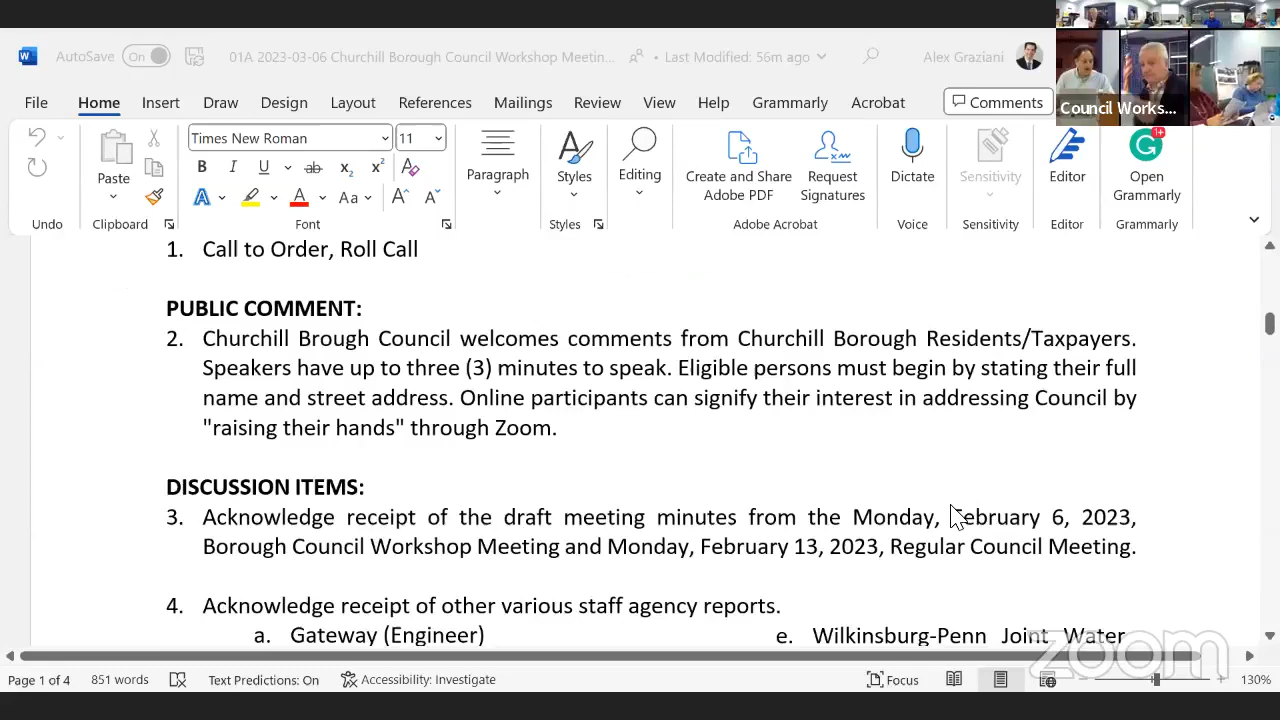 AutoSave On 01A 2023-03-06 Churchill Borough Council Workshop Meetin... • Last Modified: 56m ago Alex Graziani
File Home Insert Draw Design Layout References Mailings Review View Help Grammarly Acrobat Comments
Council Works...
Times New Roman 11
Paste Paragraph Styles Editing Create and Share Adobe PDF Request Signatures Dictate Sensitivity Editor Open Grammarly
B I U ab x₂ x² A
A A Aa A A
Undo Clipboard Font Styles Adobe Acrobat Voice Sensitivity Editor Grammarly
1. Call to Order, Roll Call
PUBLIC COMMENT:
2. Churchill Brough Council welcomes comments from Churchill Borough Residents/Taxpayers.
Speakers have up to three (3) minutes to speak. Eligible persons must begin by stating their full
name and street address. Online participants can signify their interest in addressing Council by
"raising their hands" through Zoom.
DISCUSSION ITEMS:
3. Acknowledge receipt of the draft meeting minutes from the Monday, February 6, 2023,
Borough Council Workshop Meeting and Monday, February 13, 2023, Regular Council Meeting.
4. Acknowledge receipt of other various staff agency reports.
a. Gateway (Engineer) e. Wilkinsburg-Penn Joint Water
zoom
Page 1 of 4 851 words Text Predictions: On Accessibility: Investigate Focus 130%